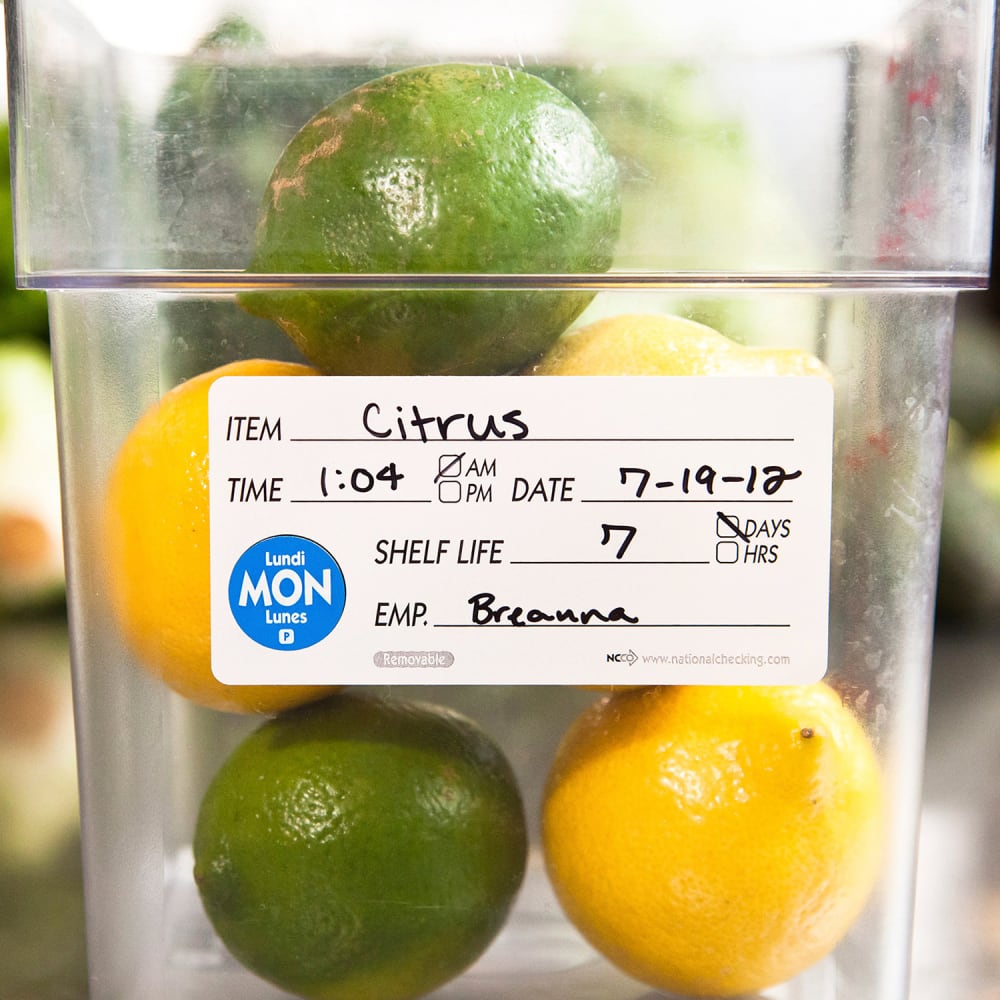 ITEM Citrus
TIME 1:04 AM PM DATE 7-19-12
SHELF LIFE 7 DAYS HRS
Lundi
MON
Lunes
P
EMP. Breanna
Removable
NCCO www.nationalchecking.com